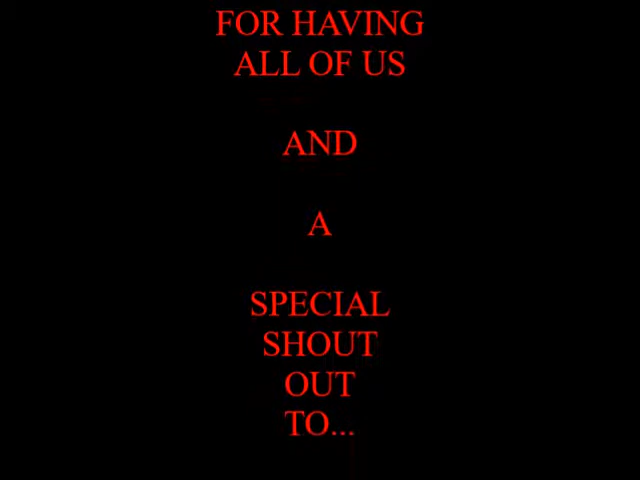 FOR HAVING
ALL OF US
AND
A
SPECIAL
SHOUT
OUT
TO...